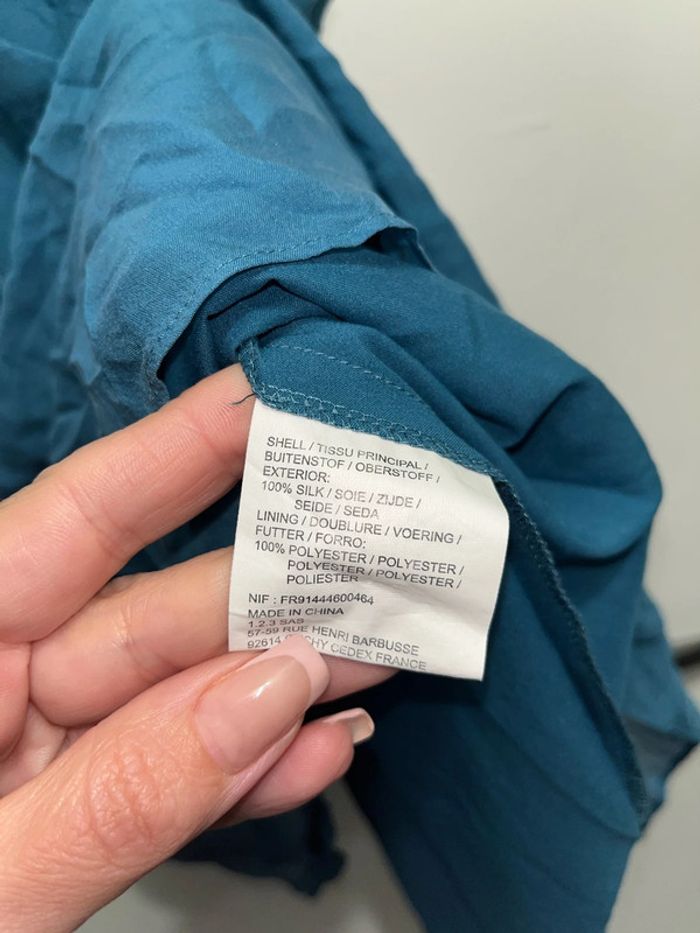 SHELL / TISSU PRINCIPAL /
BUITENSTOF / OBERSTOFF /
EXTERIOR:
100% SILK / SOIE / ZIJDE /
SEIDE / SEDA
LINING / DOUBLURE / VOERING /
FUTTER / FORRO:
100% POLYESTER / POLYESTER /
POLYESTER / POLYESTER /
POLIESTER
NIF : FR91444600464
MADE IN CHINA
1.2.3 SAS
57-59 RUE HENRI BARBUSSE
92614 CEDEX FRANCE